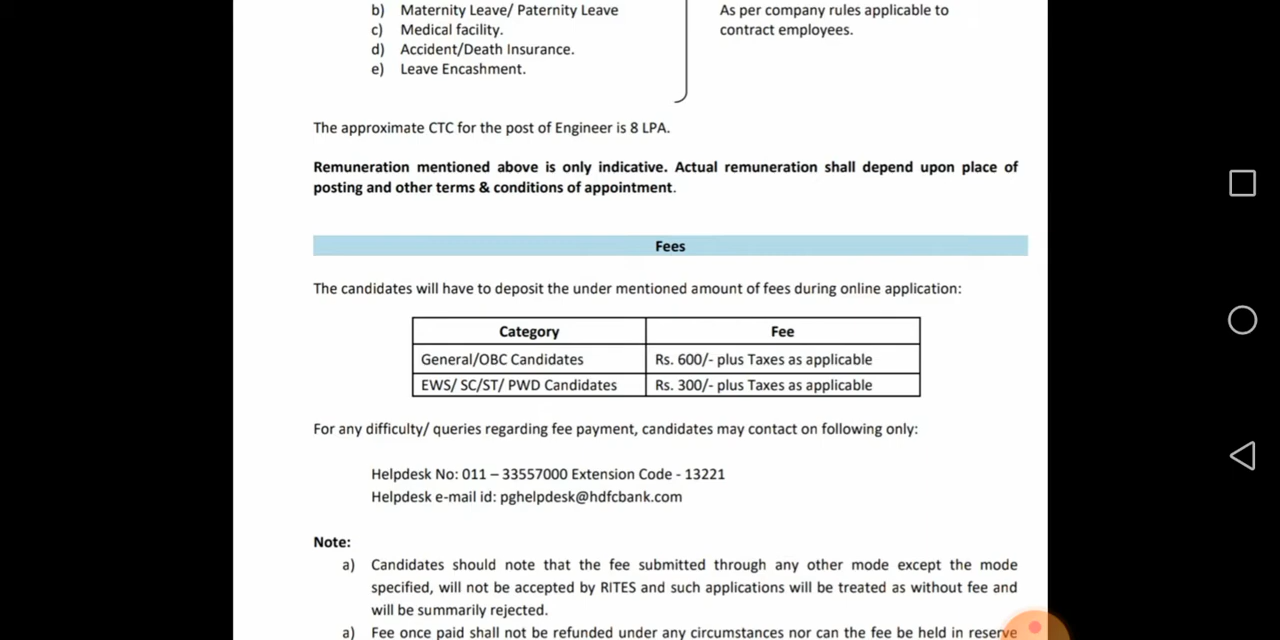 b) Maternity Leave/ Paternity Leave
c) Medical facility.
d) Accident/Death Insurance.
e) Leave Encashment.
As per company rules applicable to
contract employees.
The approximate CTC for the post of Engineer is 8 LPA.
Remuneration mentioned above is only indicative. Actual remuneration shall depend upon place of
posting and other terms & conditions of appointment.
Fees
The candidates will have to deposit the under mentioned amount of fees during online application:
Category Fee
General/OBC Candidates Rs. 600/- plus Taxes as applicable
EWS/ SC/ST/ PWD Candidates Rs. 300/- plus Taxes as applicable
For any difficulty/ queries regarding fee payment, candidates may contact on following only:
Helpdesk No: 011 – 33557000 Extension Code - 13221
Helpdesk e-mail id: pghelpdesk@hdfcbank.com
Note:
a) Candidates should note that the fee submitted through any other mode except the mode
specified, will not be accepted by RITES and such applications will be treated as without fee and
will be summarily rejected.
a) Fee once paid shall not be refunded under any circumstances nor can the fee be held in reserve